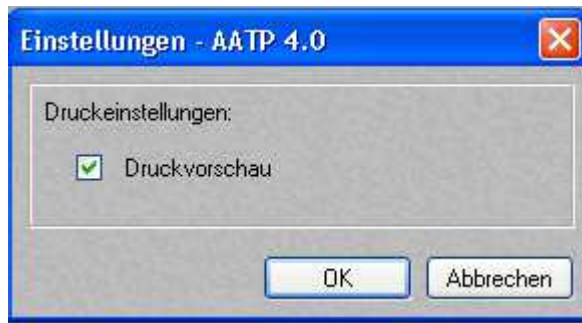 Einstellungen - AATP 4.0
Druckeinstellungen:
Druckvorschau
OK
Abbrechen